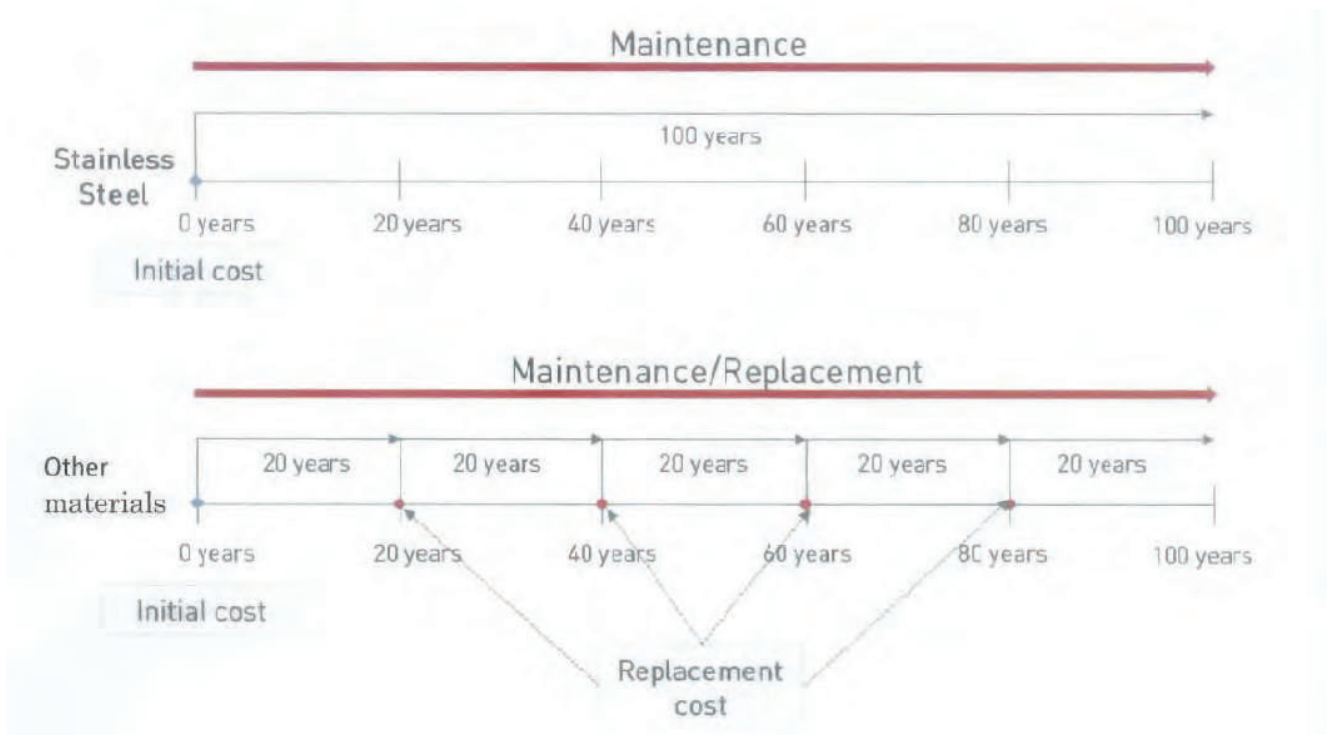 Maintenance
100 years
Stainless
Steel
0 years 20 years 40 years 60 years 80 years 100 years
Initial cost
Maintenance/Replacement
Other
materials
20 years 20 years 20 years 20 years 20 years
0 years 20 years 40 years 60 years 80 years 100 years
Initial cost
Replacement
cost